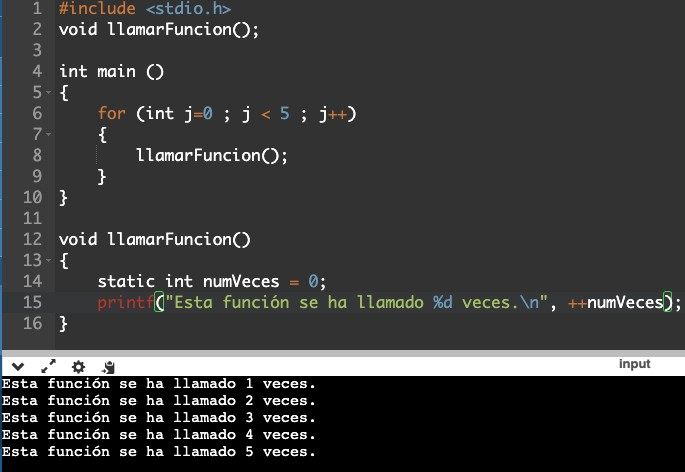 1 #include <stdio.h>
2 void llamarFuncion();
3
4 int main ()
5 {
6 for (int j=0 ; j < 5 ; j++)
7 {
8 llamarFuncion();
9 }
10 }
11
12 void llamarFuncion()
13 {
14 static int numVeces = 0;
15 printf("Esta función se ha llamado %d veces.\n", ++numVeces);
16 }
input
Esta función se ha llamado 1 veces.
Esta función se ha llamado 2 veces.
Esta función se ha llamado 3 veces.
Esta función se ha llamado 4 veces.
Esta función se ha llamado 5 veces.